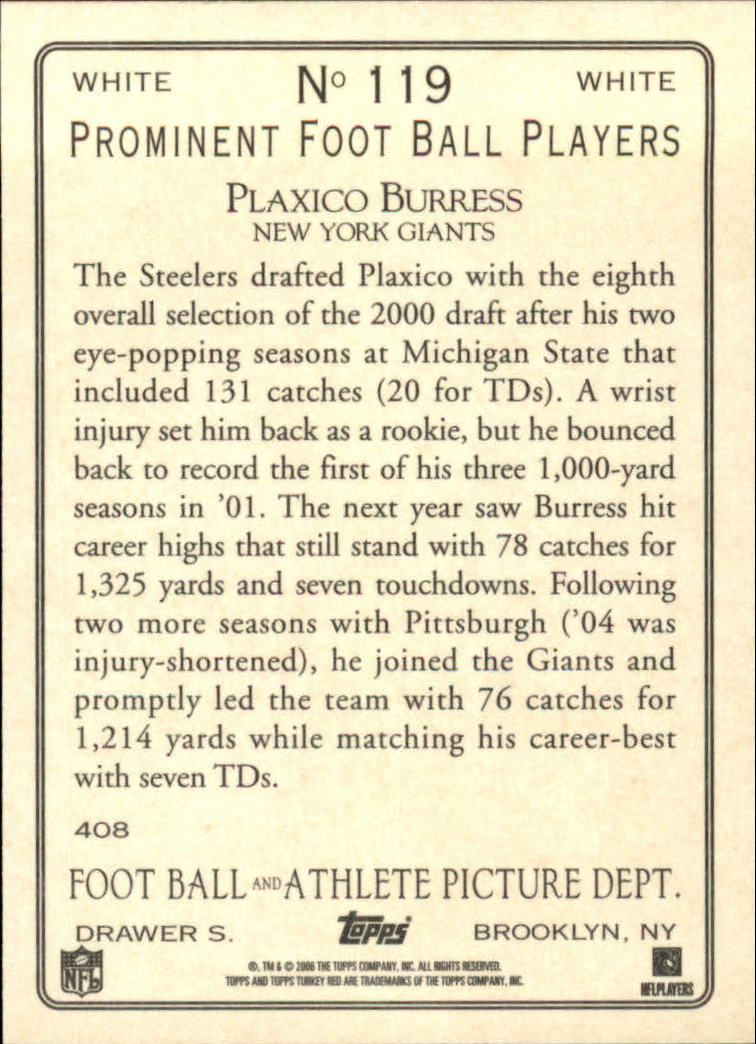 WHITE Nº 119 WHITE
PROMINENT FOOT BALL PLAYERS
PLAXICO BURRESS
NEW YORK GIANTS
The Steelers drafted Plaxico with the eighth
overall selection of the 2000 draft after his two
eye-popping seasons at Michigan State that
included 131 catches (20 for TDs). A wrist
injury set him back as a rookie, but he bounced
back to record the first of his three 1,000-yard
seasons in ’01. The next year saw Burress hit
career highs that still stand with 78 catches for
1,325 yards and seven touchdowns. Following
two more seasons with Pittsburgh (’04 was
injury-shortened), he joined the Giants and
promptly led the team with 76 catches for
1,214 yards while matching his career-best
with seven TDs.
408
FOOT BALL AND ATHLETE PICTURE DEPT.
DRAWER S. topps BROOKLYN, NY
NFL
®, TM & © 2006 THE TOPPS COMPANY, INC. ALL RIGHTS RESERVED.
TOPPS AND TOPPS TURKEY RED ARE TRADEMARKS OF THE TOPPS COMPANY, INC.
NFLPLAYERS